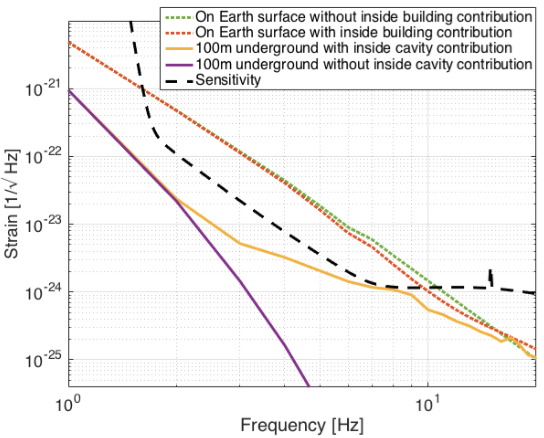 On Earth surface without inside building contribution
On Earth surface with inside building contribution
100m underground with inside cavity contribution
100m underground without inside cavity contribution
Sensitivity
10-21
10-22
10-23
10-24
10-25
Strain [1/√ Hz]
100 101
Frequency [Hz]